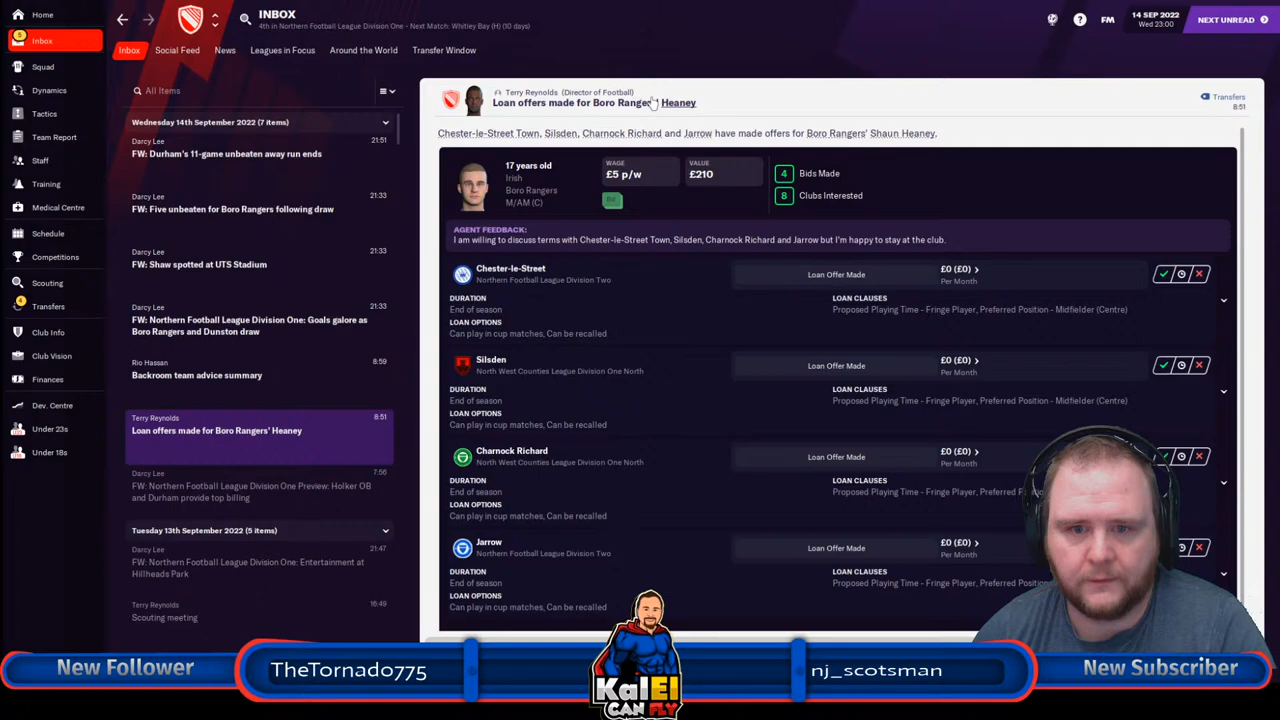 Home
Inbox
5
Squad
Dynamics
Tactics
Team Report
Staff
Training
Medical Centre
Schedule
Competitions
Scouting
4
Transfers
Club Info
Club Vision
Finances
Dev. Centre
Under 23s
Under 18s
INBOX
4th in Northern Football League Division One - Next Match: Whitley Bay (H) (10 days)
FM
14 SEP 2022
Wed 23:00
NEXT UNREAD
Inbox
Social Feed
News
Leagues in Focus
Around the World
Transfer Window
All Items
Wednesday 14th September 2022 (7 items)
Darcy Lee
21:51
FW: Durham's 11-game unbeaten away run ends
Darcy Lee
21:33
FW: Five unbeaten for Boro Rangers following draw
Darcy Lee
21:33
FW: Shaw spotted at UTS Stadium
Darcy Lee
21:33
FW: Northern Football League Division One: Goals galore as
Boro Rangers and Dunston draw
Rio Hassan
8:59
Backroom team advice summary
Terry Reynolds
8:51
Loan offers made for Boro Rangers' Heaney
Darcy Lee
7:56
FW: Northern Football League Division One Preview: Holker OB
and Durham provide top billing
Tuesday 13th September 2022 (5 items)
Darcy Lee
21:47
FW: Northern Football League Division One: Entertainment at
Hillheads Park
Terry Reynolds
16:49
Scouting meeting
Terry Reynolds (Director of Football)
Loan offers made for Boro Rangers' Heaney
Transfers
8:51
Chester-le-Street Town, Silsden, Charnock Richard and Jarrow have made offers for Boro Rangers' Shaun Heaney.
17 years old
Irish
Boro Rangers
M/AM (C)
WAGE
£5 p/w
VALUE
£210
4
Bids Made
8
Clubs Interested
AGENT FEEDBACK:
I am willing to discuss terms with Chester-le-Street Town, Silsden, Charnock Richard and Jarrow but I'm happy to stay at the club.
Chester-le-Street
Northern Football League Division Two
Loan Offer Made
£0 (£0)
Per Month
DURATION
End of season
LOAN OPTIONS
Can play in cup matches, Can be recalled
LOAN CLAUSES
Proposed Playing Time - Fringe Player, Preferred Position - Midfielder (Centre)
Silsden
North West Counties League Division One North
Loan Offer Made
£0 (£0)
Per Month
DURATION
End of season
LOAN OPTIONS
Can play in cup matches, Can be recalled
LOAN CLAUSES
Proposed Playing Time - Fringe Player, Preferred Position - Midfielder (Centre)
Charnock Richard
North West Counties League Division One North
Loan Offer Made
£0 (£0)
Per Month
DURATION
End of season
LOAN OPTIONS
Can play in cup matches, Can be recalled
LOAN CLAUSES
Proposed Playing Time - Fringe Player, Preferred
Jarrow
Northern Football League Division Two
Loan Offer Made
£0 (£0)
Per Month
DURATION
End of season
LOAN OPTIONS
Can play in cup matches, Can be recalled
LOAN CLAUSES
Proposed Playing Time - Fringe Player, Preferred
New Follower
TheTornado775
KalEl
CAN FLY
nj_scotsman
New Subscriber